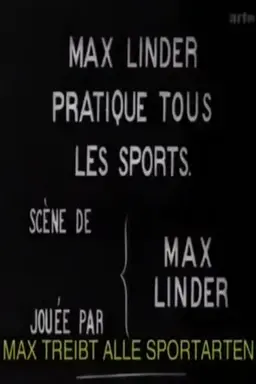 arte
MAX LINDER
PRATIQUE TOUS
LES SPORTS.
SCÈNE DE
JOUÉE PAR
MAX
LINDER
MAX TREIBT ALLE SPORTARTEN